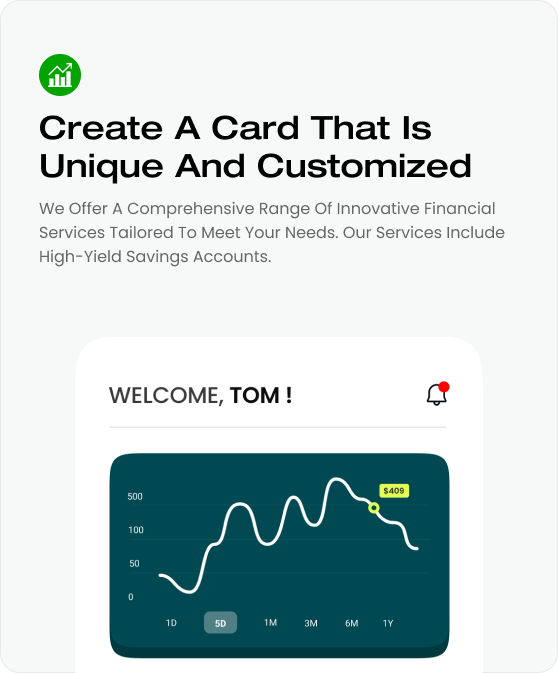 Create A Card That Is
Unique And Customized
We Offer A Comprehensive Range Of Innovative Financial
Services Tailored To Meet Your Needs. Our Services Include
High-Yield Savings Accounts.
WELCOME, TOM !
$409
500
100
50
0
1D 5D 1M 3M 6M 1Y